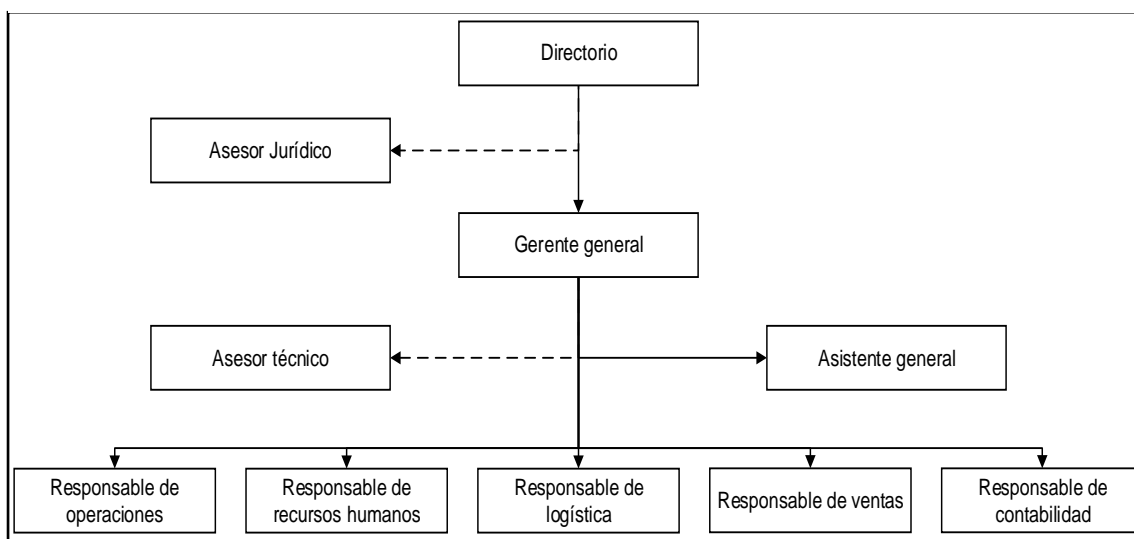 Directorio
Asesor Jurídico
Gerente general
Asesor técnico
Asistente general
Responsable de
operaciones
Responsable de
recursos humanos
Responsable de
logística
Responsable de ventas
Responsable de
contabilidad